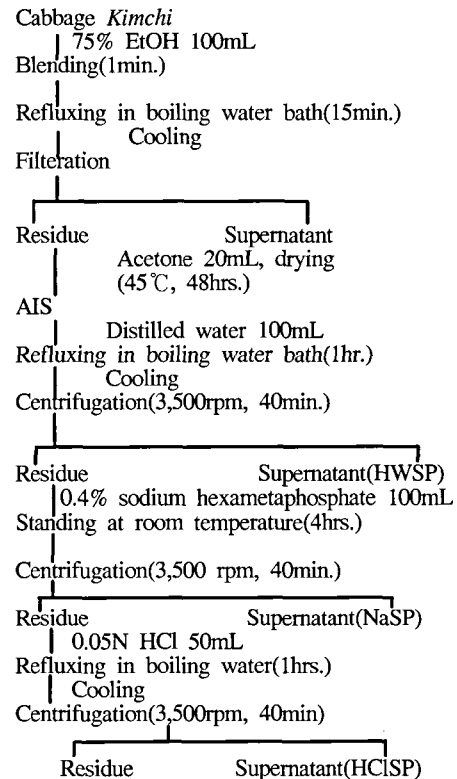 Cabbage Kimchi
75% EtOH 100mL
Blending(1min.)
Refluxing in boiling water bath(15min.)
Cooling
Filteration
Residue Supernatant
Acetone 20mL, drying
(45℃, 48hrs.)
AIS
Distilled water 100mL
Refluxing in boiling water bath(1hr.)
Cooling
Centrifugation(3,500rpm, 40min.)
Residue Supernatant(HWSP)
0.4% sodium hexametaphosphate 100mL
Standing at room temperature(4hrs.)
Centrifugation(3,500 rpm, 40min.)
Residue Supernatant(NaSP)
0.05N HCl 50mL
Refluxing in boiling water(1hrs.)
Cooling
Centrifugation(3,500rpm, 40min)
Residue Supernatant(HClSP)